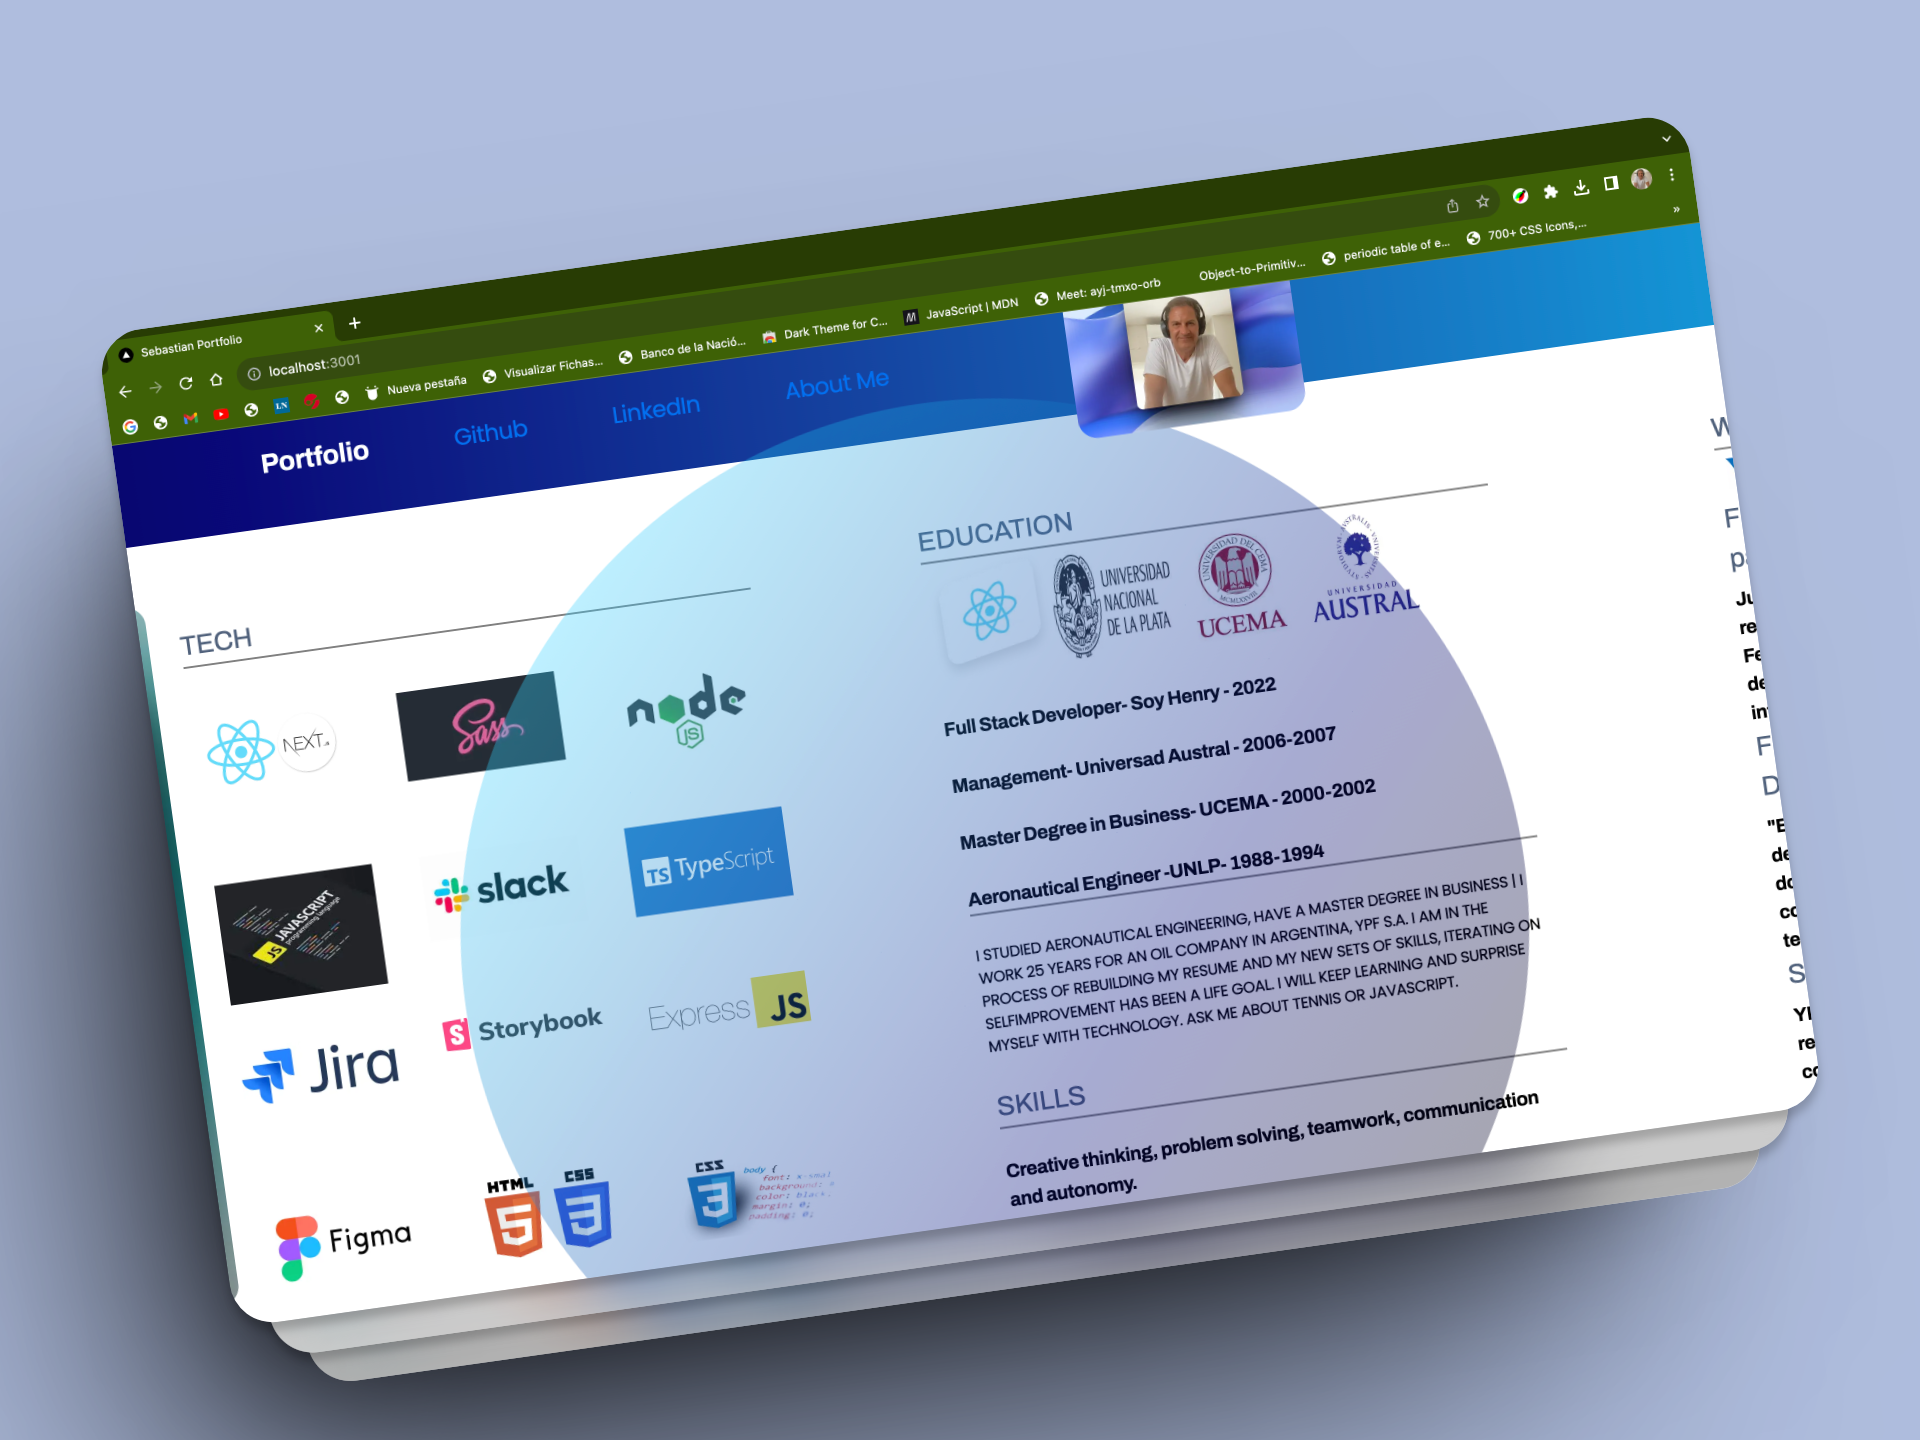 Sebastian Portfolio
localhost:3001
Nueva pestaña
Visualizar Fichas...
Banco de la Nació...
Dark Theme for C...
JavaScript | MDN
Meet: ayj-tmxo-orb
Object-to-Primitiv...
periodic table of e...
700+ CSS Icons,...
LN
Portfolio
Github
LinkedIn
About Me
TECH
NEXT.JS
Sass
node
JS
JS JAVASCRIPT
programming language
slack
TS TypeScript
Jira
S Storybook
Express JS
Figma
HTML
5
CSS
3
CSS
3
body {
font: x-smal
background: #
color: black.
margin: 0;
padding: 0;
EDUCATION
UNIVERSIDAD
NACIONAL
DE LA PLATA
UNIVERSIDAD DEL CEMA
MCMLXXVIII
UCEMA
UNIVERSIDAD
AUSTRAL
Full Stack Developer- Soy Henry - 2022
Management- Universad Austral - 2006-2007
Master Degree in Business- UCEMA - 2000-2002
Aeronautical Engineer -UNLP- 1988-1994
I STUDIED AERONAUTICAL ENGINEERING, HAVE A MASTER DEGREE IN BUSINESS | I
WORK 25 YEARS FOR AN OIL COMPANY IN ARGENTINA, YPF S.A. I AM IN THE
PROCESS OF REBUILDING MY RESUME AND MY NEW SETS OF SKILLS, ITERATING ON
SELFIMPROVEMENT HAS BEEN A LIFE GOAL. I WILL KEEP LEARNING AND SURPRISE
MYSELF WITH TECHNOLOGY. ASK ME ABOUT TENNIS OR JAVASCRIPT.
SKILLS
Creative thinking, problem solving, teamwork, communication
and autonomy.
W
F
pa
Ju
re
Fe
de
in
F
D
"E
de
do
co
te
S
YI
re
co